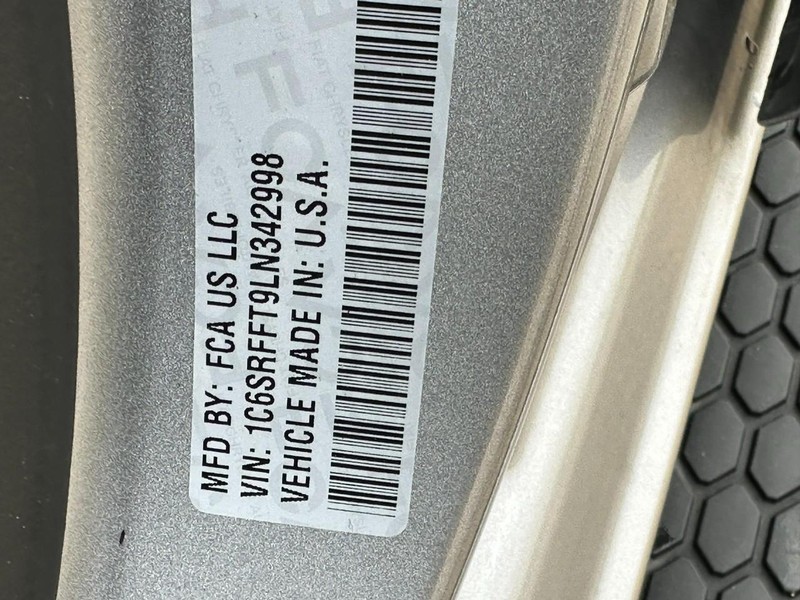 MFD BY: FCA US LLC
VIN: 1C6SRFFT9LN342998
VEHICLE MADE IN: U.S.A.